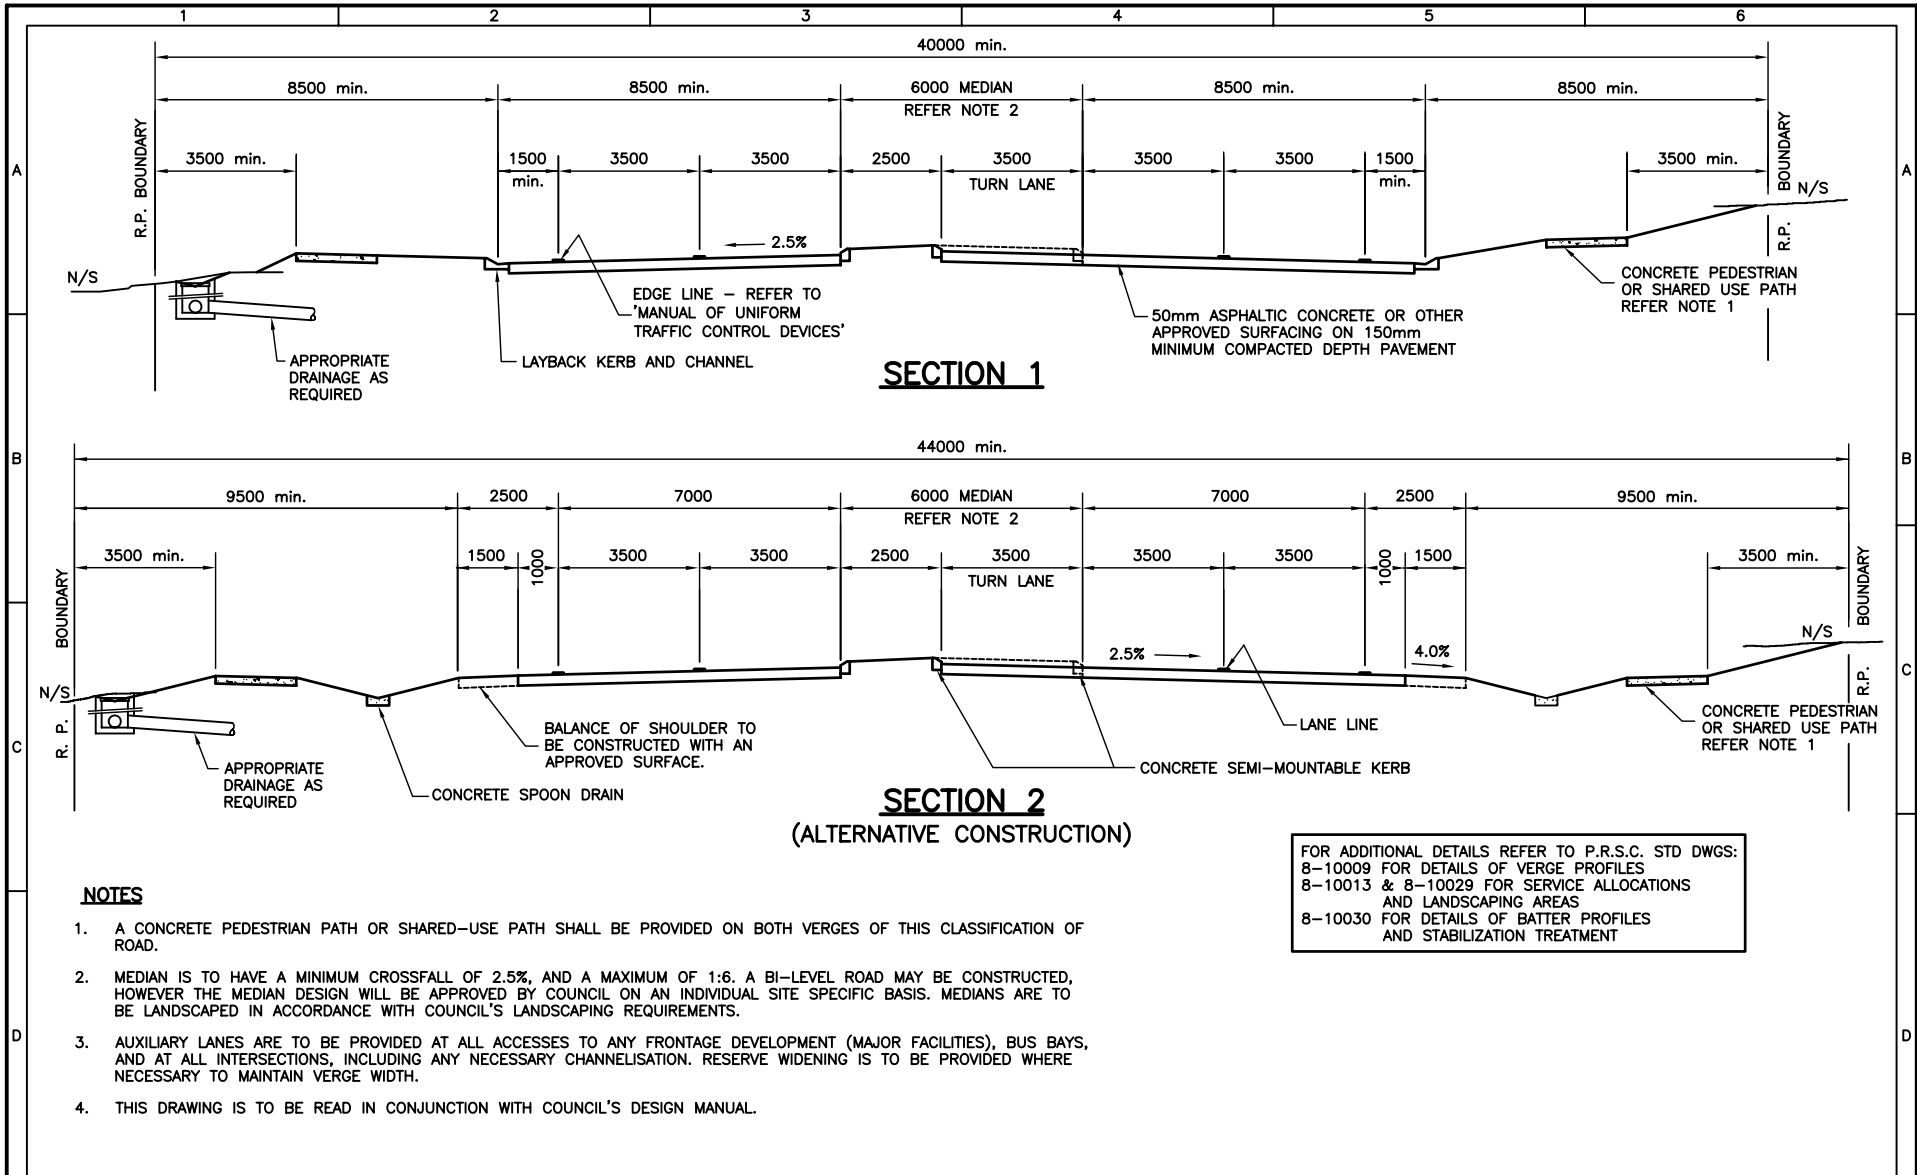 1 2 3 4 5 6
40000 min.
8500 min. 8500 min. 6000 MEDIAN 8500 min. 8500 min.
REFER NOTE 2
R.P. BOUNDARY
R.P. BOUNDARY
A
A
3500 min. 1500 3500 3500 2500 3500 3500 3500 1500 3500 min.
min. TURN LANE min.
N/S
2.5%
N/S
EDGE LINE – REFER TO
'MANUAL OF UNIFORM
TRAFFIC CONTROL DEVICES'
CONCRETE PEDESTRIAN
OR SHARED USE PATH
REFER NOTE 1
50mm ASPHALTIC CONCRETE OR OTHER
APPROVED SURFACING ON 150mm
MINIMUM COMPACTED DEPTH PAVEMENT
APPROPRIATE
DRAINAGE AS
REQUIRED
LAYBACK KERB AND CHANNEL
SECTION 1
B
B
44000 min.
9500 min. 2500 7000 6000 MEDIAN 7000 2500 9500 min.
REFER NOTE 2
3500 min. 1500 1000 3500 3500 2500 3500 3500 3500 1000 1500 3500 min.
TURN LANE
R. P. BOUNDARY
R.P. BOUNDARY
N/S
N/S
2.5%
4.0%
C
C
C
BALANCE OF SHOULDER TO
BE CONSTRUCTED WITH AN
APPROVED SURFACE.
LANE LINE
CONCRETE PEDESTRIAN
OR SHARED USE PATH
REFER NOTE 1
APPROPRIATE
DRAINAGE AS
REQUIRED
CONCRETE SPOON DRAIN
CONCRETE SEMI–MOUNTABLE KERB
SECTION 2
(ALTERNATIVE CONSTRUCTION)
FOR ADDITIONAL DETAILS REFER TO P.R.S.C. STD DWGS:
8–10009 FOR DETAILS OF VERGE PROFILES
8–10013 & 8–10029 FOR SERVICE ALLOCATIONS
AND LANDSCAPING AREAS
8–10030 FOR DETAILS OF BATTER PROFILES
AND STABILIZATION TREATMENT
NOTES
1. A CONCRETE PEDESTRIAN PATH OR SHARED–USE PATH SHALL BE PROVIDED ON BOTH VERGES OF THIS CLASSIFICATION OF
ROAD.
2. MEDIAN IS TO HAVE A MINIMUM CROSSFALL OF 2.5%, AND A MAXIMUM OF 1:6. A BI–LEVEL ROAD MAY BE CONSTRUCTED,
HOWEVER THE MEDIAN DESIGN WILL BE APPROVED BY COUNCIL ON AN INDIVIDUAL SITE SPECIFIC BASIS. MEDIANS ARE TO
BE LANDSCAPED IN ACCORDANCE WITH COUNCIL'S LANDSCAPING REQUIREMENTS.
D
D
3. AUXILIARY LANES ARE TO BE PROVIDED AT ALL ACCESSES TO ANY FRONTAGE DEVELOPMENT (MAJOR FACILITIES), BUS BAYS,
AND AT ALL INTERSECTIONS, INCLUDING ANY NECESSARY CHANNELISATION. RESERVE WIDENING IS TO BE PROVIDED WHERE
NECESSARY TO MAINTAIN VERGE WIDTH.
4. THIS DRAWING IS TO BE READ IN CONJUNCTION WITH COUNCIL'S DESIGN MANUAL.